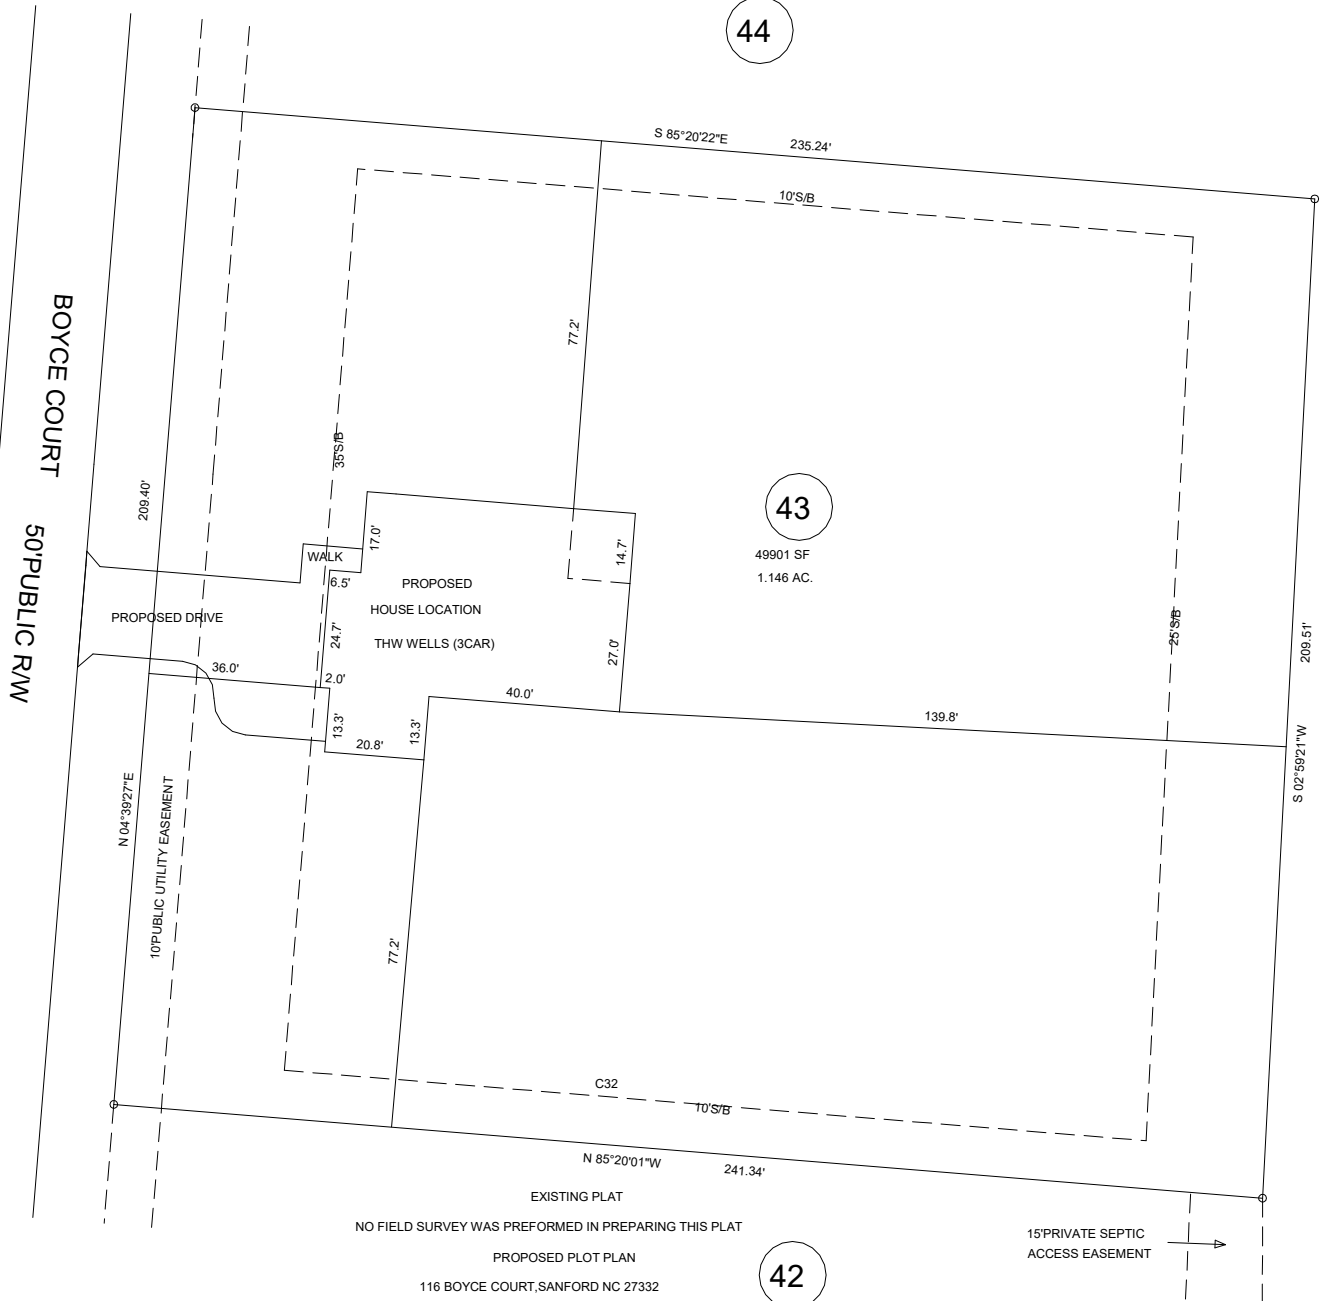 44
S 85°20'22"E 235.24'
10'S/B
BOYCE COURT 50'PUBLIC R/W
77.2'
35'S/B
209.40'
43
49901 SF
1.146 AC.
17.0'
14.7'
WALK
6.5'
PROPOSED
HOUSE LOCATION
THW WELLS (3CAR)
PROPOSED DRIVE
24.7'
27.0'
25'S/B
209.51'
36.0'
2.0'
40.0'
13.3'
13.3'
20.8'
139.8'
S 02°59'21"W
N 04°39'27"E
10'PUBLIC UTILITY EASEMENT
77.2'
C32
10'S/B
N 85°20'01"W 241.34'
EXISTING PLAT
NO FIELD SURVEY WAS PREFORMED IN PREPARING THIS PLAT
PROPOSED PLOT PLAN
116 BOYCE COURT,SANFORD NC 27332
42
15'PRIVATE SEPTIC
ACCESS EASEMENT